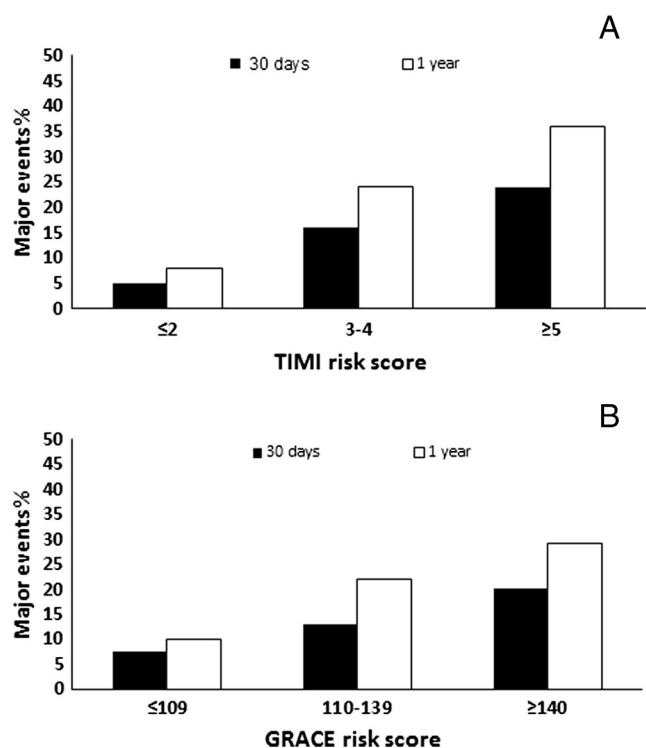 A
30 days 1 year
Major events%
50
45
40
35
30
25
20
15
10
5
0
≤2 3-4 ≥5
TIMI risk score
B
30 days 1 year
Major events%
50
45
40
35
30
25
20
15
10
5
0
≤109 110-139 ≥140
GRACE risk score